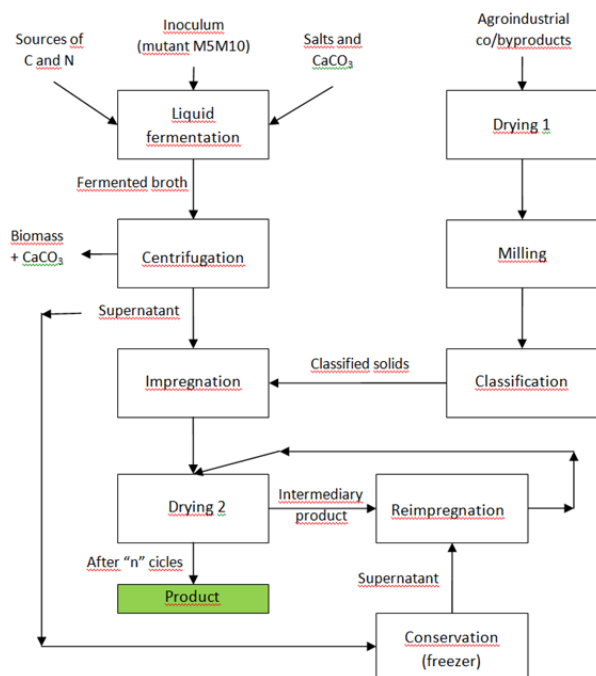 Sources of
C and N
Inoculum
(mutant M5M10)
Salts and
CaCO₃
Agroindustrial
co/byproducts
Liquid
fermentation
Drying 1
Fermented broth
Biomass
+ CaCO₃
Centrifugation
Milling
Supernatant
Impregnation
Classified solids
Classification
Drying 2
Intermediary
product
Reimpregnation
After “n” cicles
Supernatant
Product
Conservation
(freezer)